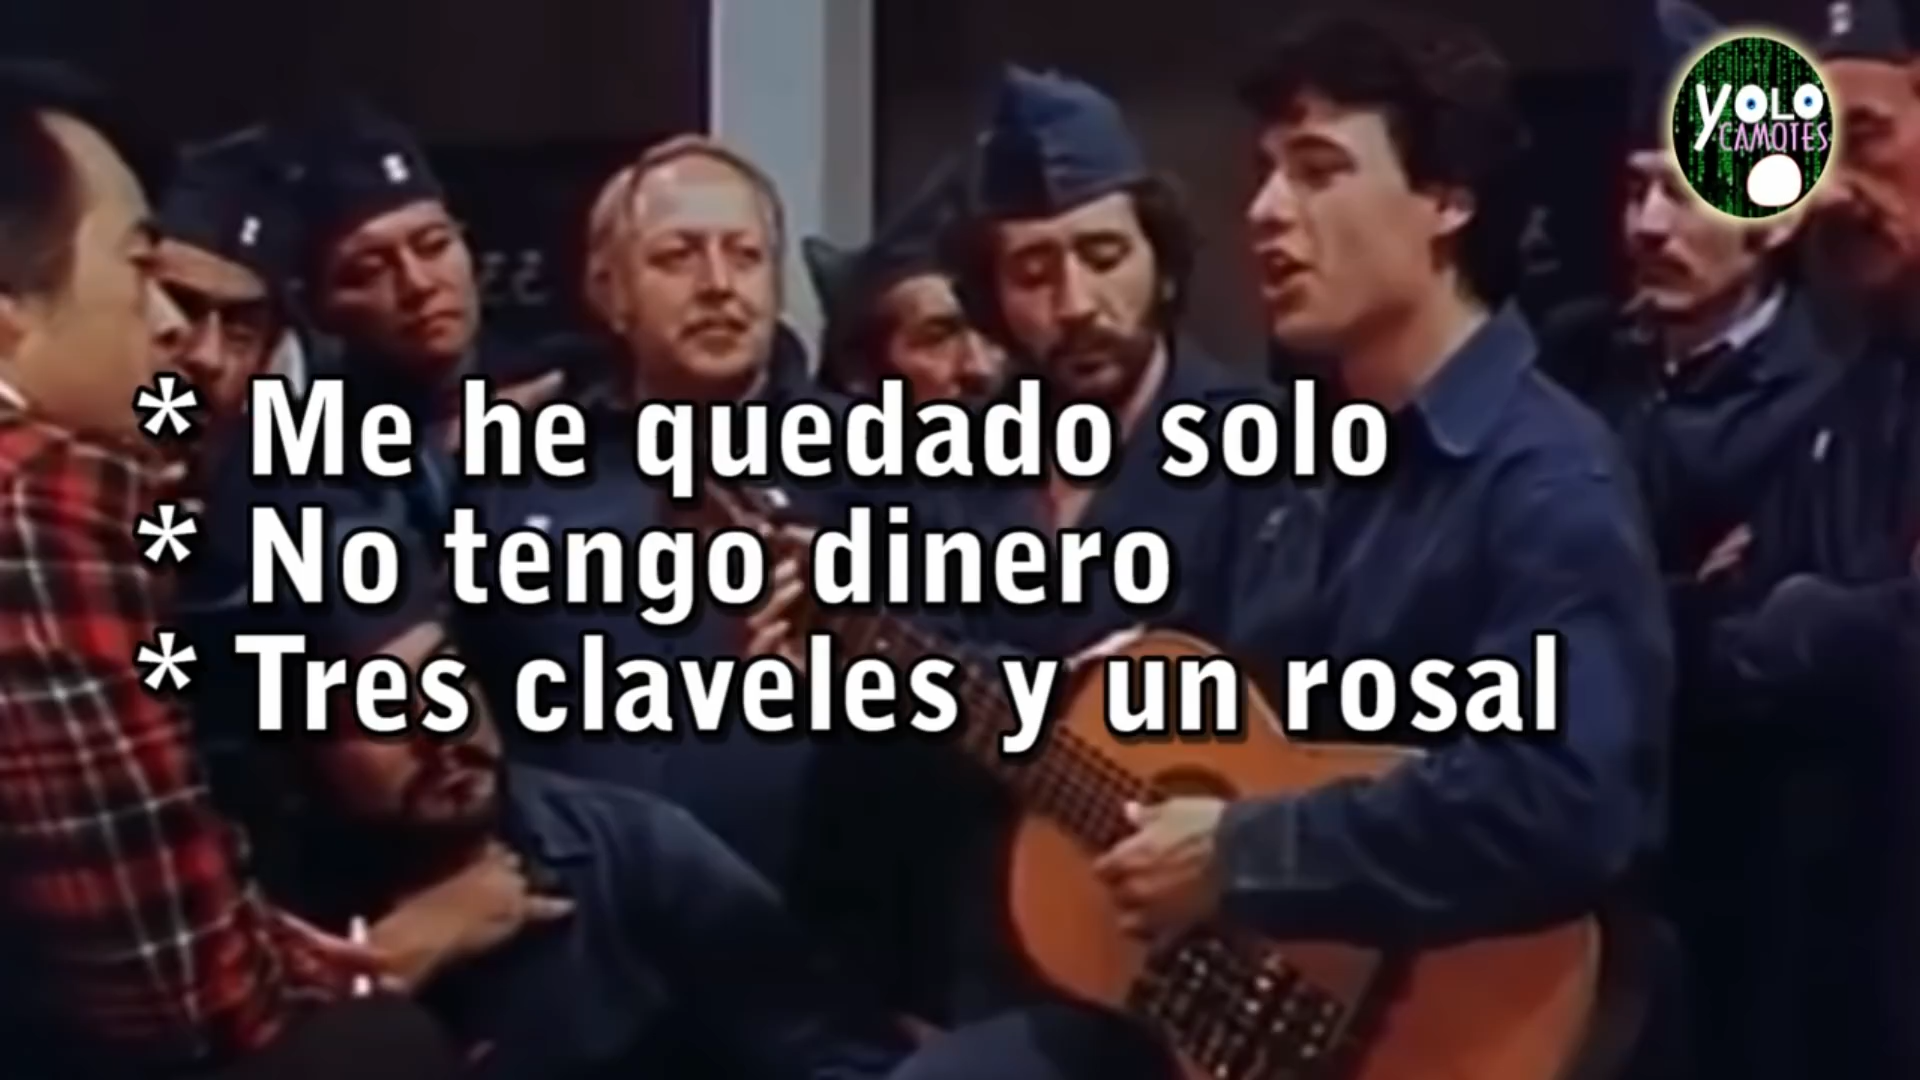 YOLO
CAMOTES
* Me he quedado solo
* No tengo dinero
* Tres claveles y un rosal